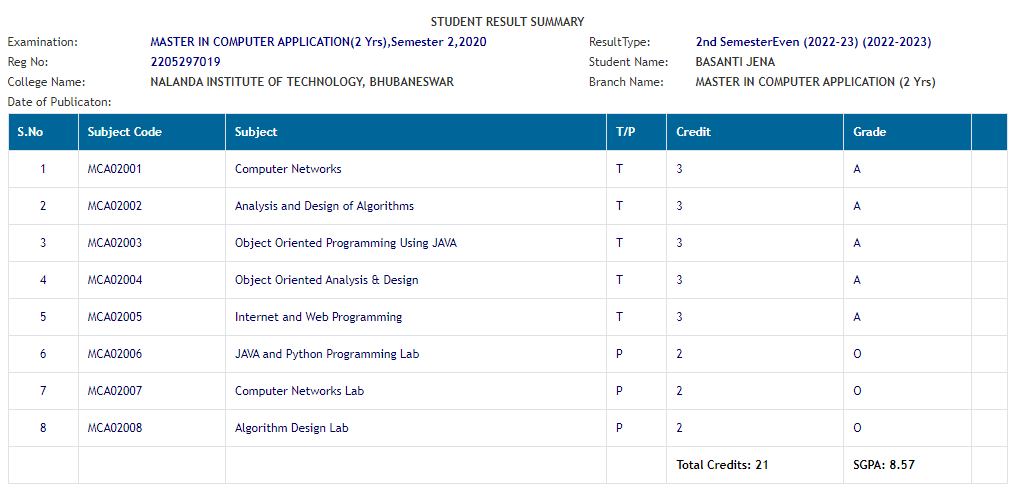 STUDENT RESULT SUMMARY
Examination: MASTER IN COMPUTER APPLICATION(2 Yrs),Semester 2,2020 ResultType: 2nd SemesterEven (2022-23) (2022-2023)
Reg No: 2205297019 Student Name: BASANTI JENA
College Name: NALANDA INSTITUTE OF TECHNOLOGY, BHUBANESWAR Branch Name: MASTER IN COMPUTER APPLICATION (2 Yrs)
Date of Publicaton:
S.No Subject Code Subject T/P Credit Grade
1 MCA02001 Computer Networks T 3 A
2 MCA02002 Analysis and Design of Algorithms T 3 A
3 MCA02003 Object Oriented Programming Using JAVA T 3 A
4 MCA02004 Object Oriented Analysis & Design T 3 A
5 MCA02005 Internet and Web Programming T 3 A
6 MCA02006 JAVA and Python Programming Lab P 2 O
7 MCA02007 Computer Networks Lab P 2 O
8 MCA02008 Algorithm Design Lab P 2 O
Total Credits: 21 SGPA: 8.57